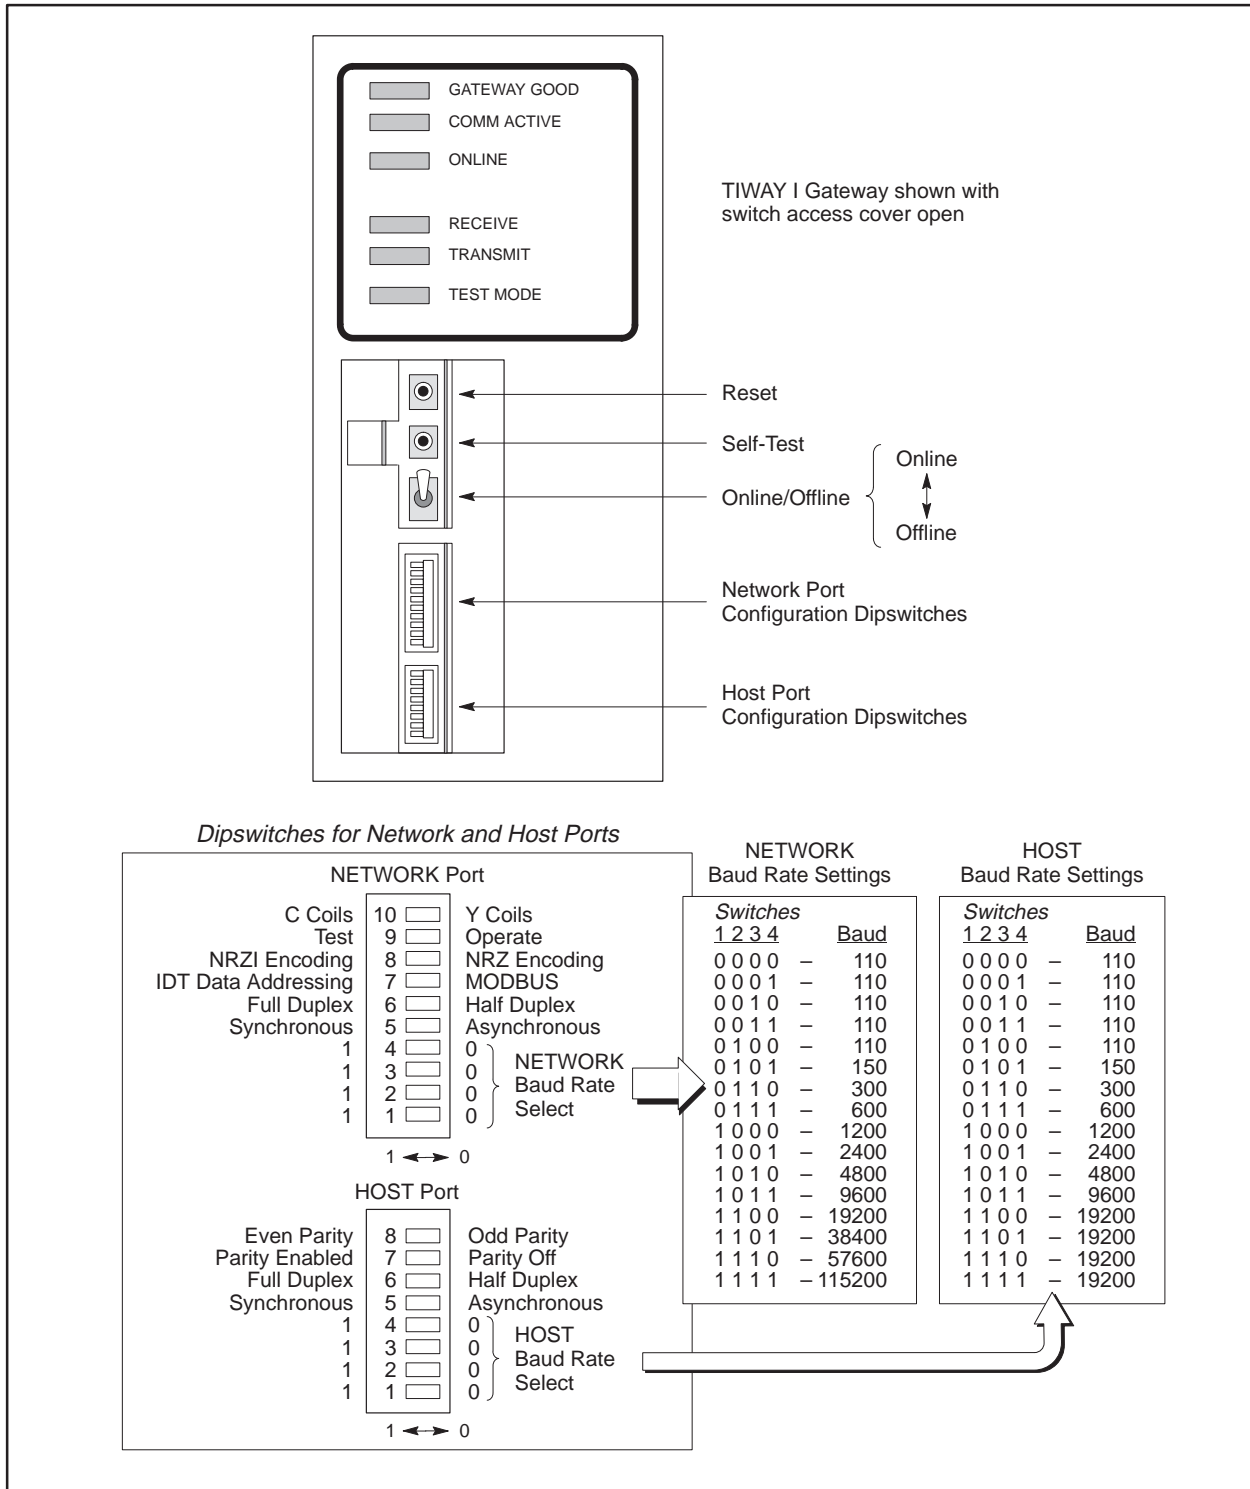 GATEWAY GOOD
COMM ACTIVE
ONLINE
RECEIVE
TRANSMIT
TEST MODE
TIWAY I Gateway shown with
switch access cover open
Reset
Self-Test
Online/Offline
Online
Offline
Network Port
Configuration Dipswitches
Host Port
Configuration Dipswitches
Dipswitches for Network and Host Ports
NETWORK Port
C Coils 10 Y Coils
Test 9 Operate
NRZI Encoding 8 NRZ Encoding
IDT Data Addressing 7 MODBUS
Full Duplex 6 Half Duplex
Synchronous 5 Asynchronous
1 4 0
1 3 0
1 2 0
1 1 0
NETWORK
Baud Rate
Select
1 0
HOST Port
Even Parity 8 Odd Parity
Parity Enabled 7 Parity Off
Full Duplex 6 Half Duplex
Synchronous 5 Asynchronous
1 4 0
1 3 0
1 2 0
1 1 0
HOST
Baud Rate
Select
1 0
NETWORK
Baud Rate Settings
Switches
1 2 3 4 Baud
0 0 0 0 – 110
0 0 0 1 – 110
0 0 1 0 – 110
0 0 1 1 – 110
0 1 0 0 – 110
0 1 0 1 – 150
0 1 1 0 – 300
0 1 1 1 – 600
1 0 0 0 – 1200
1 0 0 1 – 2400
1 0 1 0 – 4800
1 0 1 1 – 9600
1 1 0 0 – 19200
1 1 0 1 – 38400
1 1 1 0 – 57600
1 1 1 1 – 115200
HOST
Baud Rate Settings
Switches
1 2 3 4 Baud
0 0 0 0 – 110
0 0 0 1 – 110
0 0 1 0 – 110
0 0 1 1 – 110
0 1 0 0 – 110
0 1 0 1 – 150
0 1 1 0 – 300
0 1 1 1 – 600
1 0 0 0 – 1200
1 0 0 1 – 2400
1 0 1 0 – 4800
1 0 1 1 – 9600
1 1 0 0 – 19200
1 1 0 1 – 19200
1 1 1 0 – 19200
1 1 1 1 – 19200